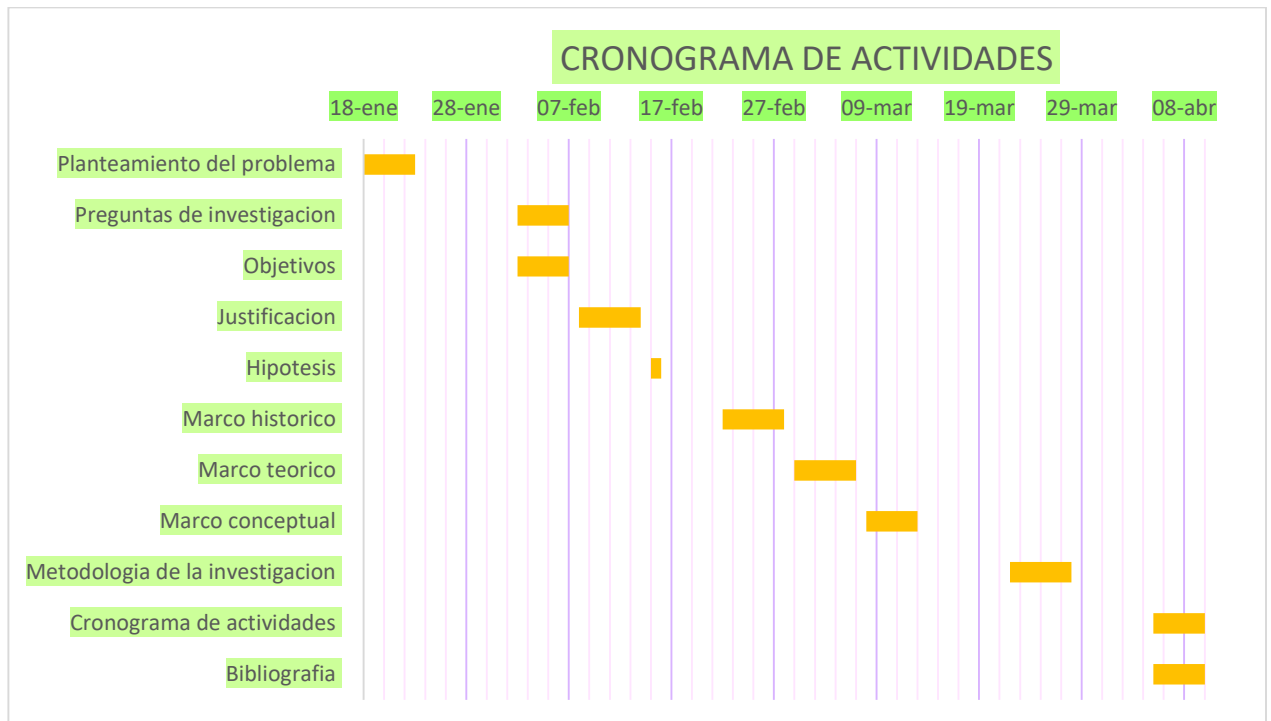 CRONOGRAMA DE ACTIVIDADES
18-ene 28-ene 07-feb 17-feb 27-feb 09-mar 19-mar 29-mar 08-abr
Planteamiento del problema
Preguntas de investigacion
Objetivos
Justificacion
Hipotesis
Marco historico
Marco teorico
Marco conceptual
Metodologia de la investigacion
Cronograma de actividades
Bibliografia